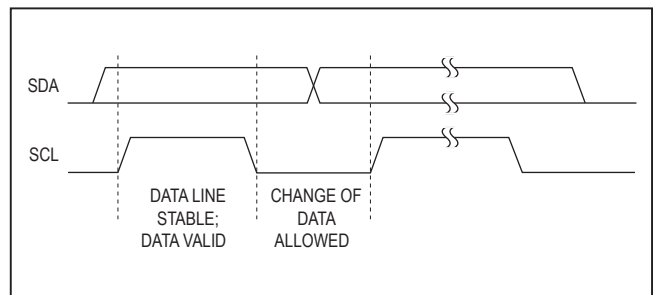 SDA
SCL
DATA LINE
STABLE;
DATA VALID
CHANGE OF
DATA
ALLOWED